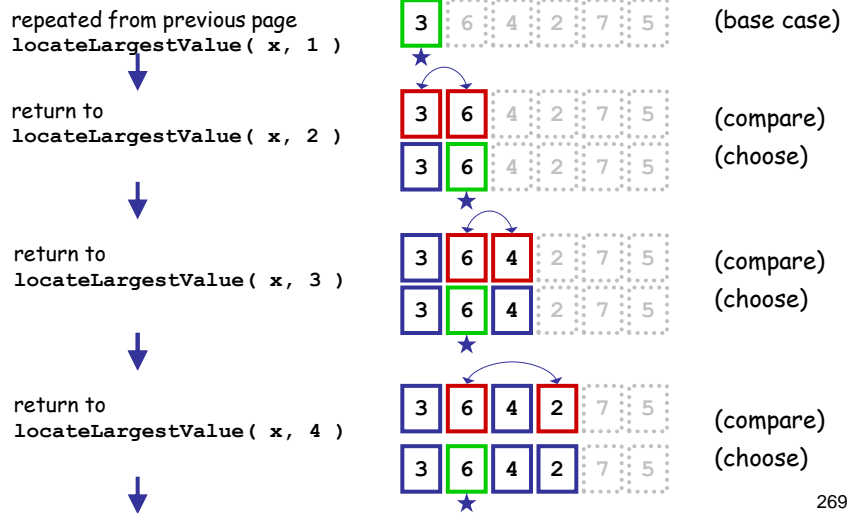 repeated from previous page
locateLargestValue( x, 1 )
3 6 4 2 7 5
(base case)
return to
locateLargestValue( x, 2 )
3 6 4 2 7 5
(compare)
3 6 4 2 7 5
(choose)
return to
locateLargestValue( x, 3 )
3 6 4 2 7 5
(compare)
3 6 4 2 7 5
(choose)
return to
locateLargestValue( x, 4 )
3 6 4 2 7 5
(compare)
3 6 4 2 7 5
(choose)
269